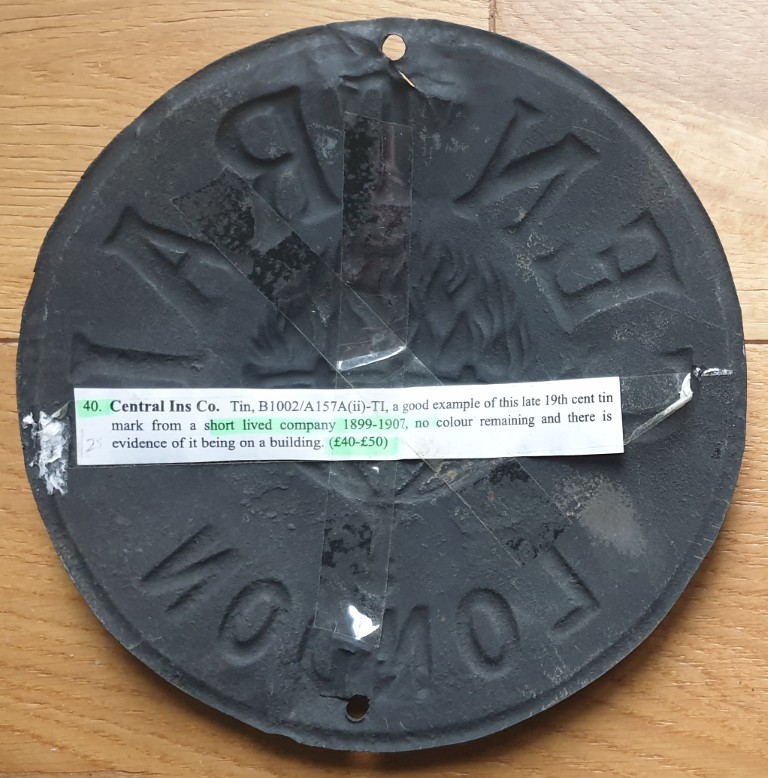 CENTRAL
40. Central Ins Co. Tin, B1002/A157A(ii)-TI, a good example of this late 19th cent tin
mark from a short lived company 1899-1907, no colour remaining and there is
evidence of it being on a building. (£40-£50)
LONDON